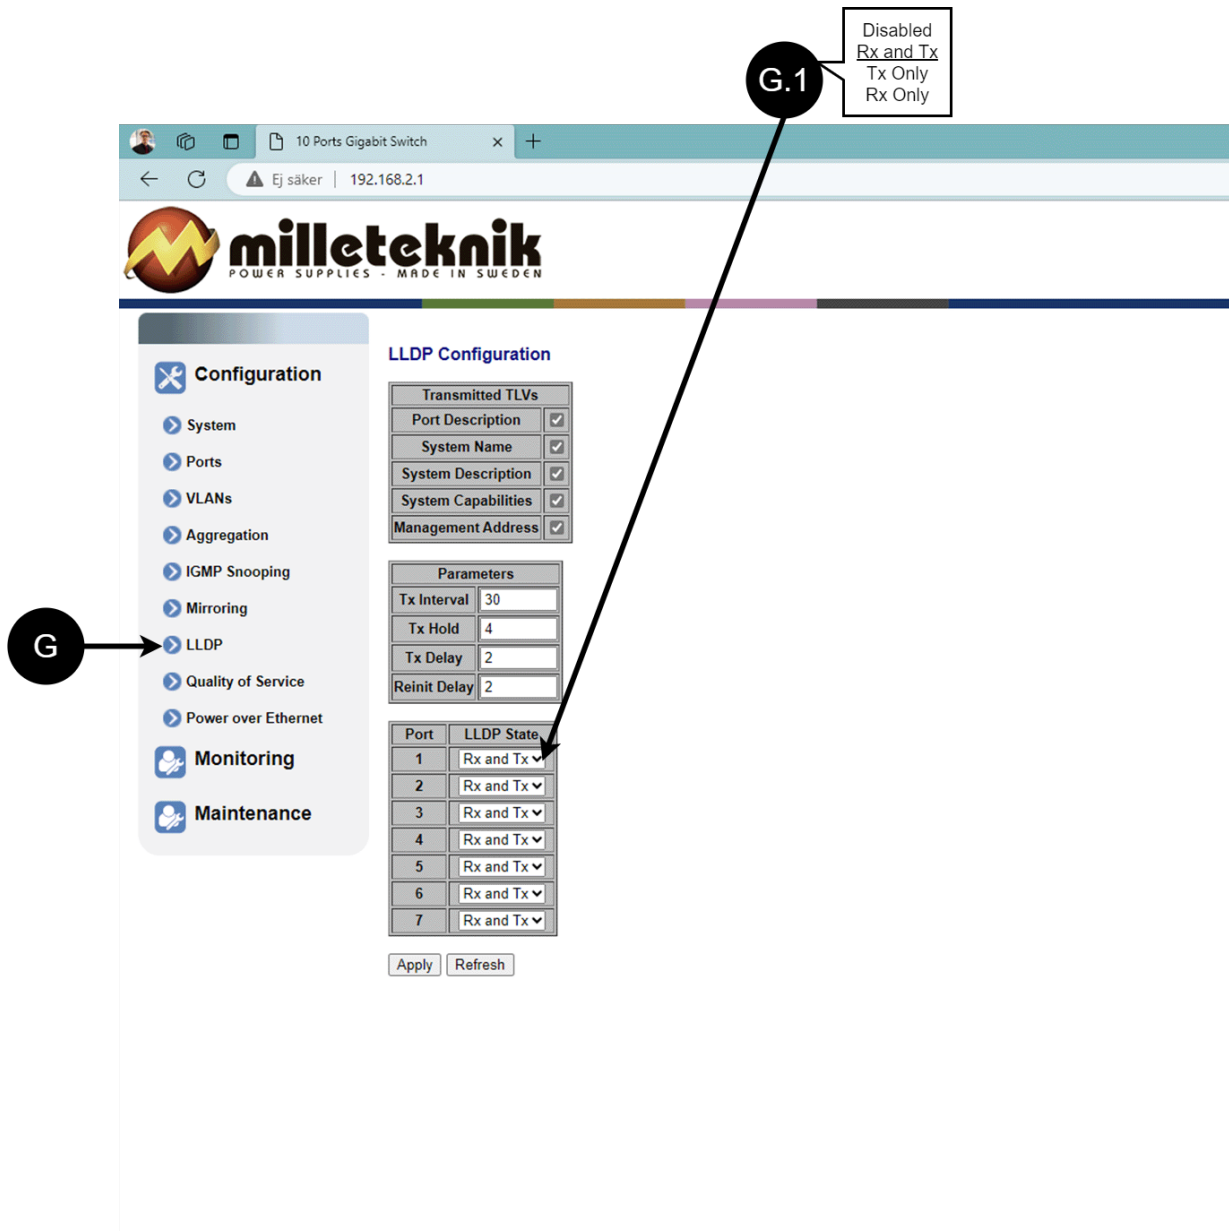 Disabled
Rx and Tx
Tx Only
Rx Only
G.1
10 Ports Gigabit Switch
Ej säker | 192.168.2.1
milleteknik
POWER SUPPLIES - MADE IN SWEDEN
Configuration
System
Ports
VLANs
Aggregation
IGMP Snooping
Mirroring
G
LLDP
Quality of Service
Power over Ethernet
Monitoring
Maintenance
LLDP Configuration
Transmitted TLVs
Port Description
System Name
System Description
System Capabilities
Management Address
Parameters
Tx Interval 30
Tx Hold 4
Tx Delay 2
Reinit Delay 2
Port LLDP State
1 Rx and Tx
2 Rx and Tx
3 Rx and Tx
4 Rx and Tx
5 Rx and Tx
6 Rx and Tx
7 Rx and Tx
Apply Refresh